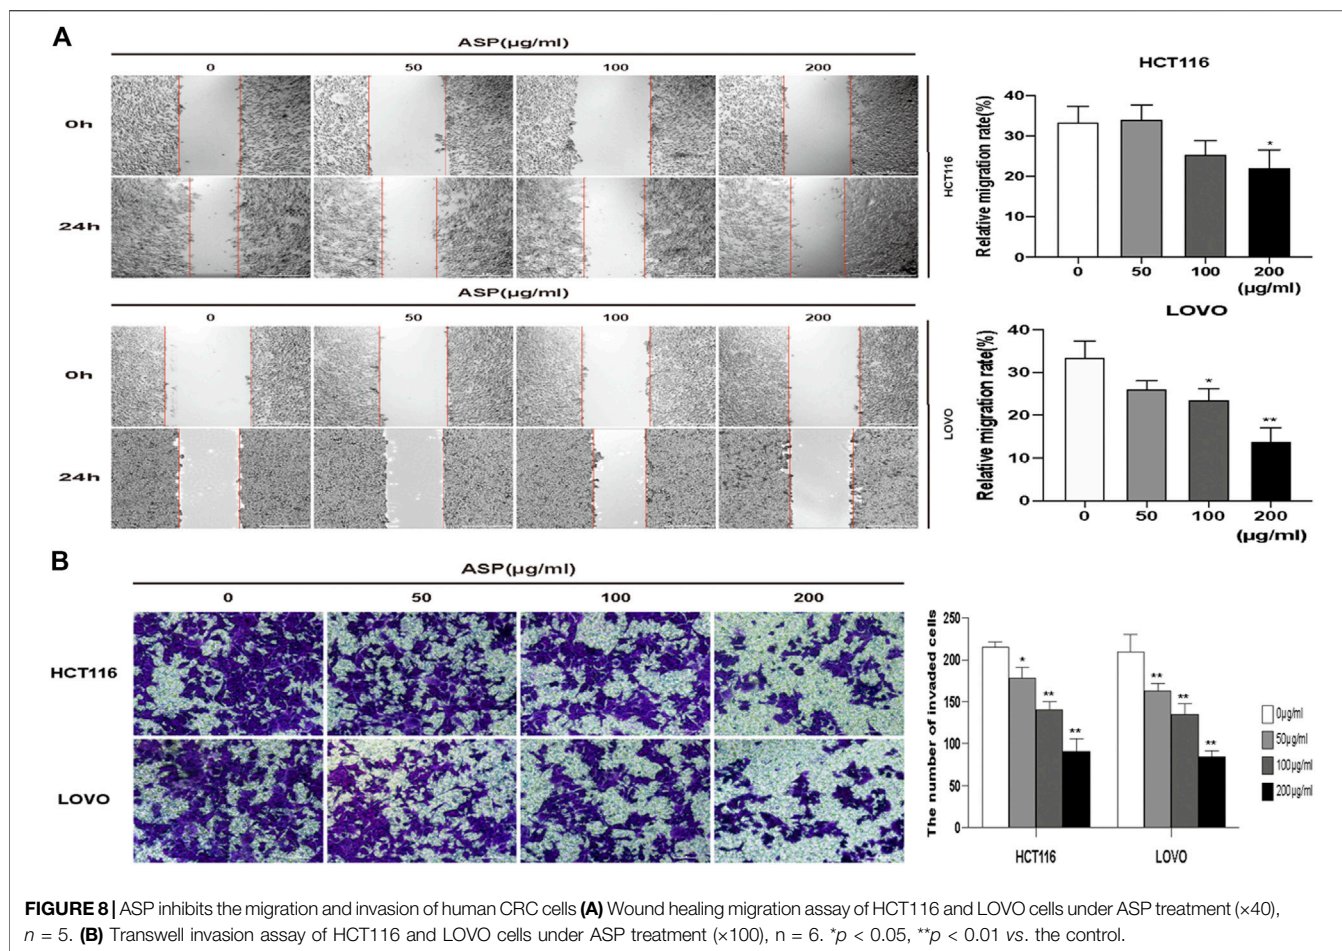 A
ASP(µg/ml)
0 50 100 200
0h
24h
HCT116
ASP(µg/ml)
0 50 100 200
0h
24h
LOVO
HCT116
Relative migration rate(%)
40
30
20
10
0
*
0 50 100 200
(µg/ml)
LOVO
Relative migration rate(%)
40
30
20
10
0
*
**
0 50 100 200
(µg/ml)
B
ASP(µg/ml)
0 50 100 200
HCT116
LOVO
The number of invaded cells
250
200
150
100
50
0
* ** **
** ** **
HCT116 LOVO
0µg/ml
50µg/ml
100µg/ml
200µg/ml
FIGURE 8 | ASP inhibits the migration and invasion of human CRC cells (A) Wound healing migration assay of HCT116 and LOVO cells under ASP treatment (×40),
n = 5. (B) Transwell invasion assay of HCT116 and LOVO cells under ASP treatment (×100), n = 6. *p < 0.05, **p < 0.01 vs. the control.